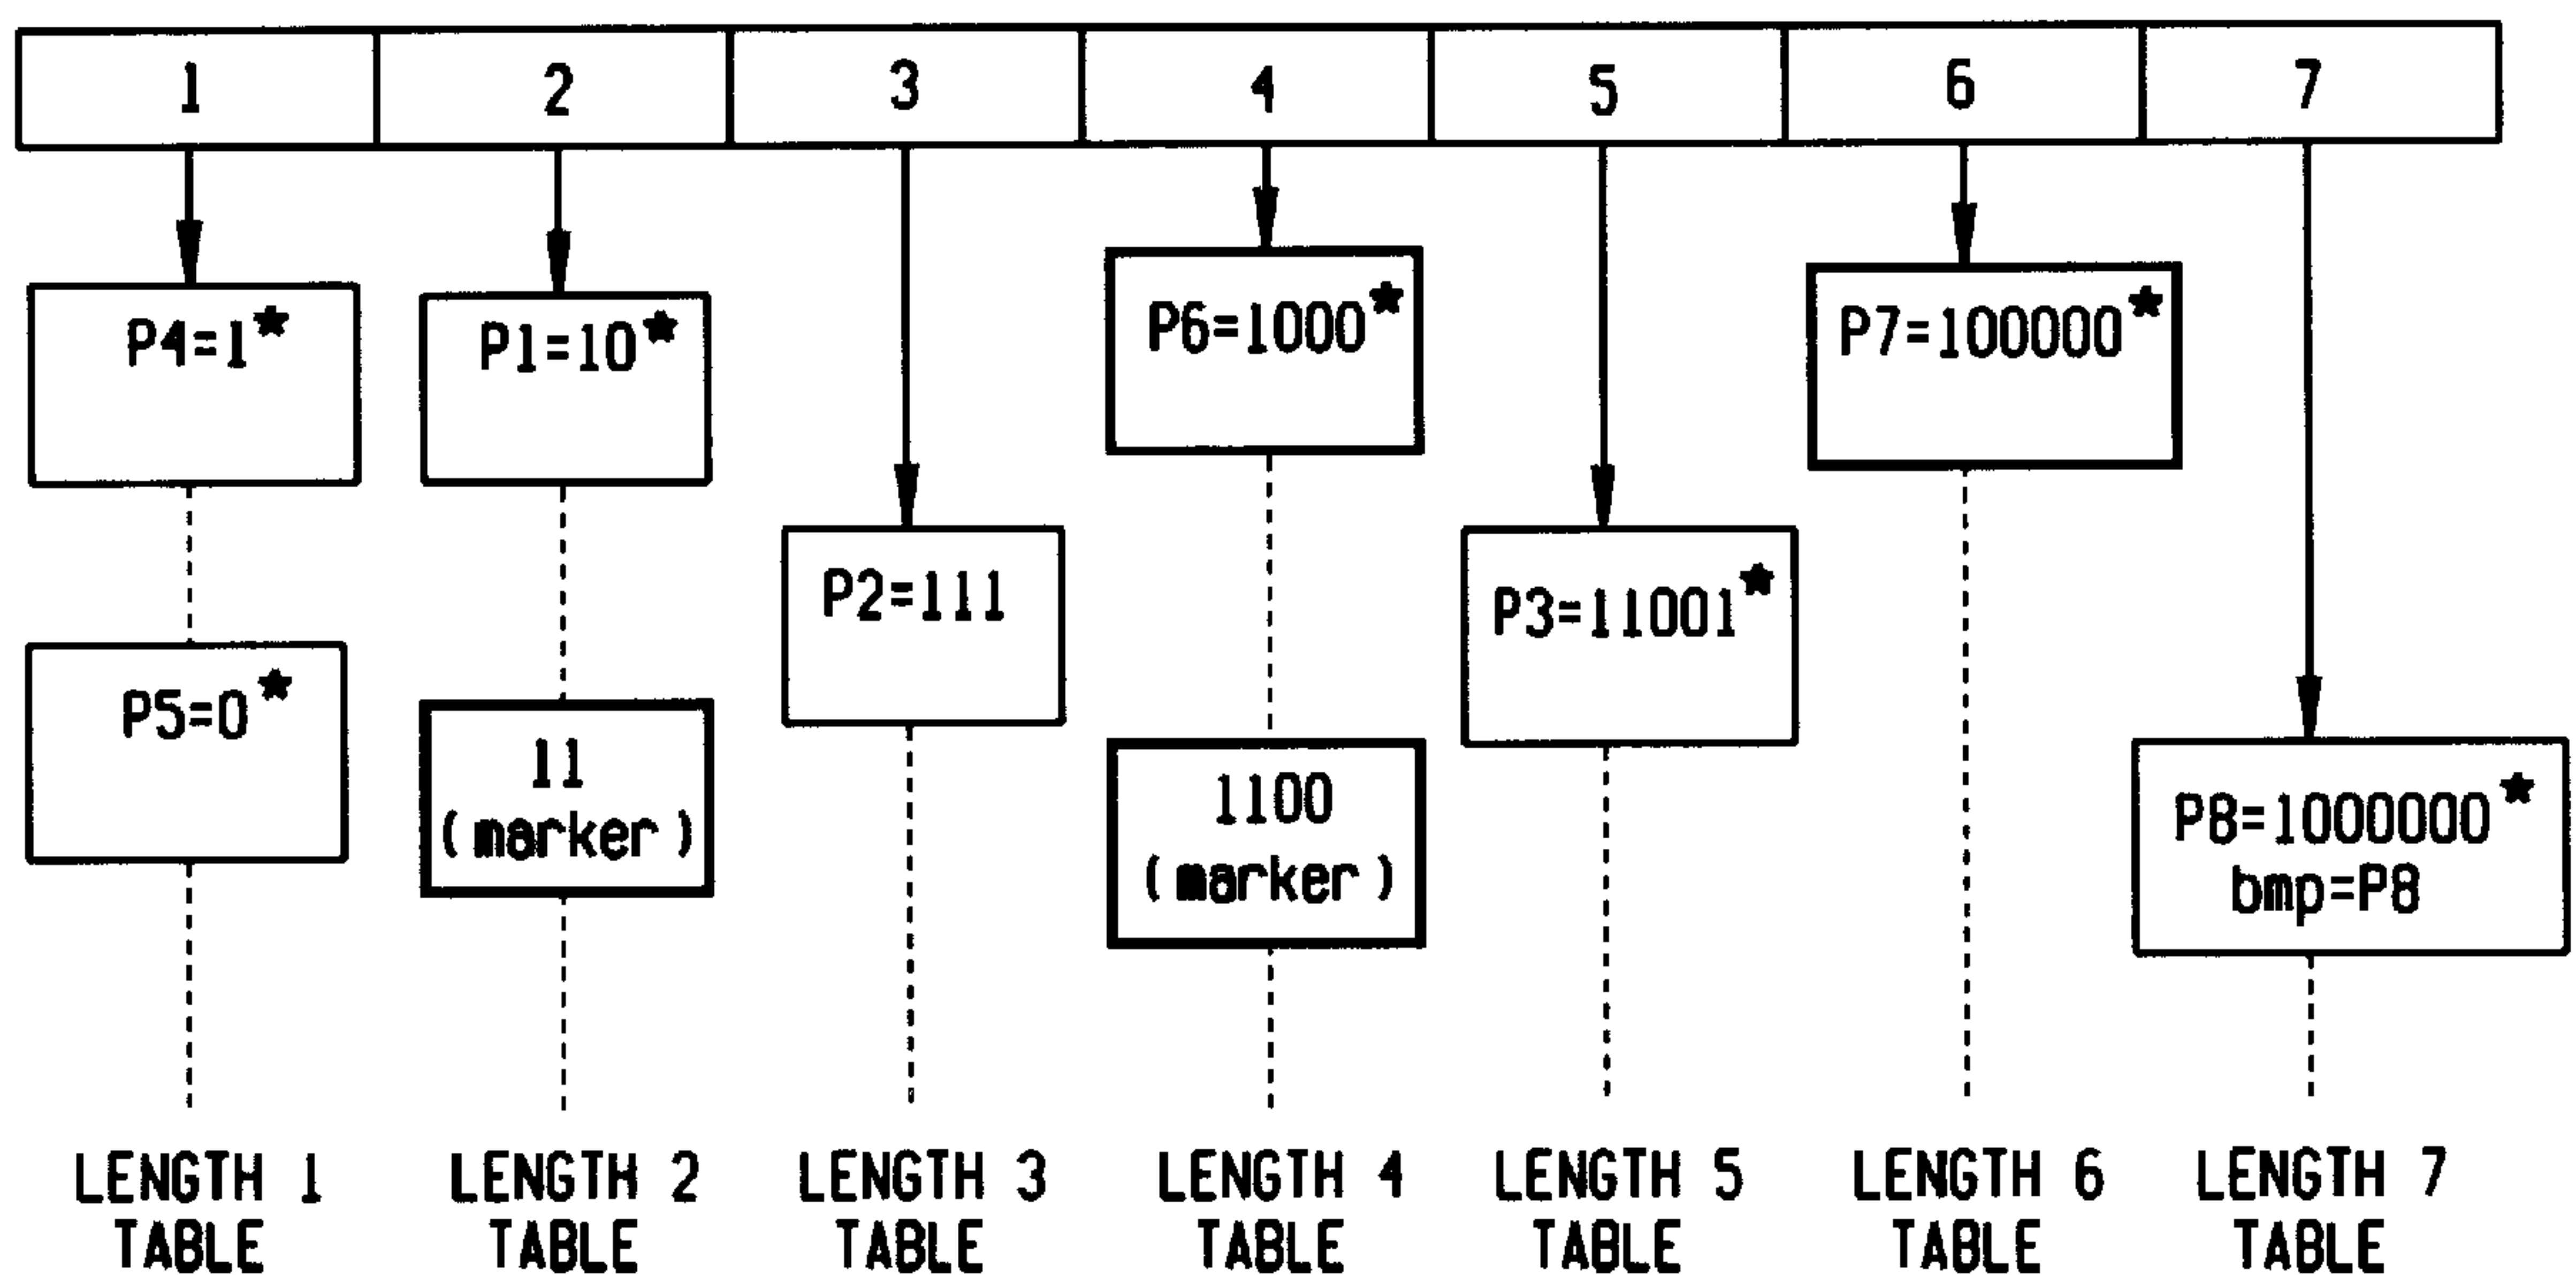 1 2 3 4 5 6 7
P4=1★
P1=10★
P6=1000★
P7=100000★
P2=111
P3=11001★
P5=0★
11
(marker)
1100
(marker)
P8=1000000★
bmp=P8
LENGTH 1
TABLE
LENGTH 2
TABLE
LENGTH 3
TABLE
LENGTH 4
TABLE
LENGTH 5
TABLE
LENGTH 6
TABLE
LENGTH 7
TABLE